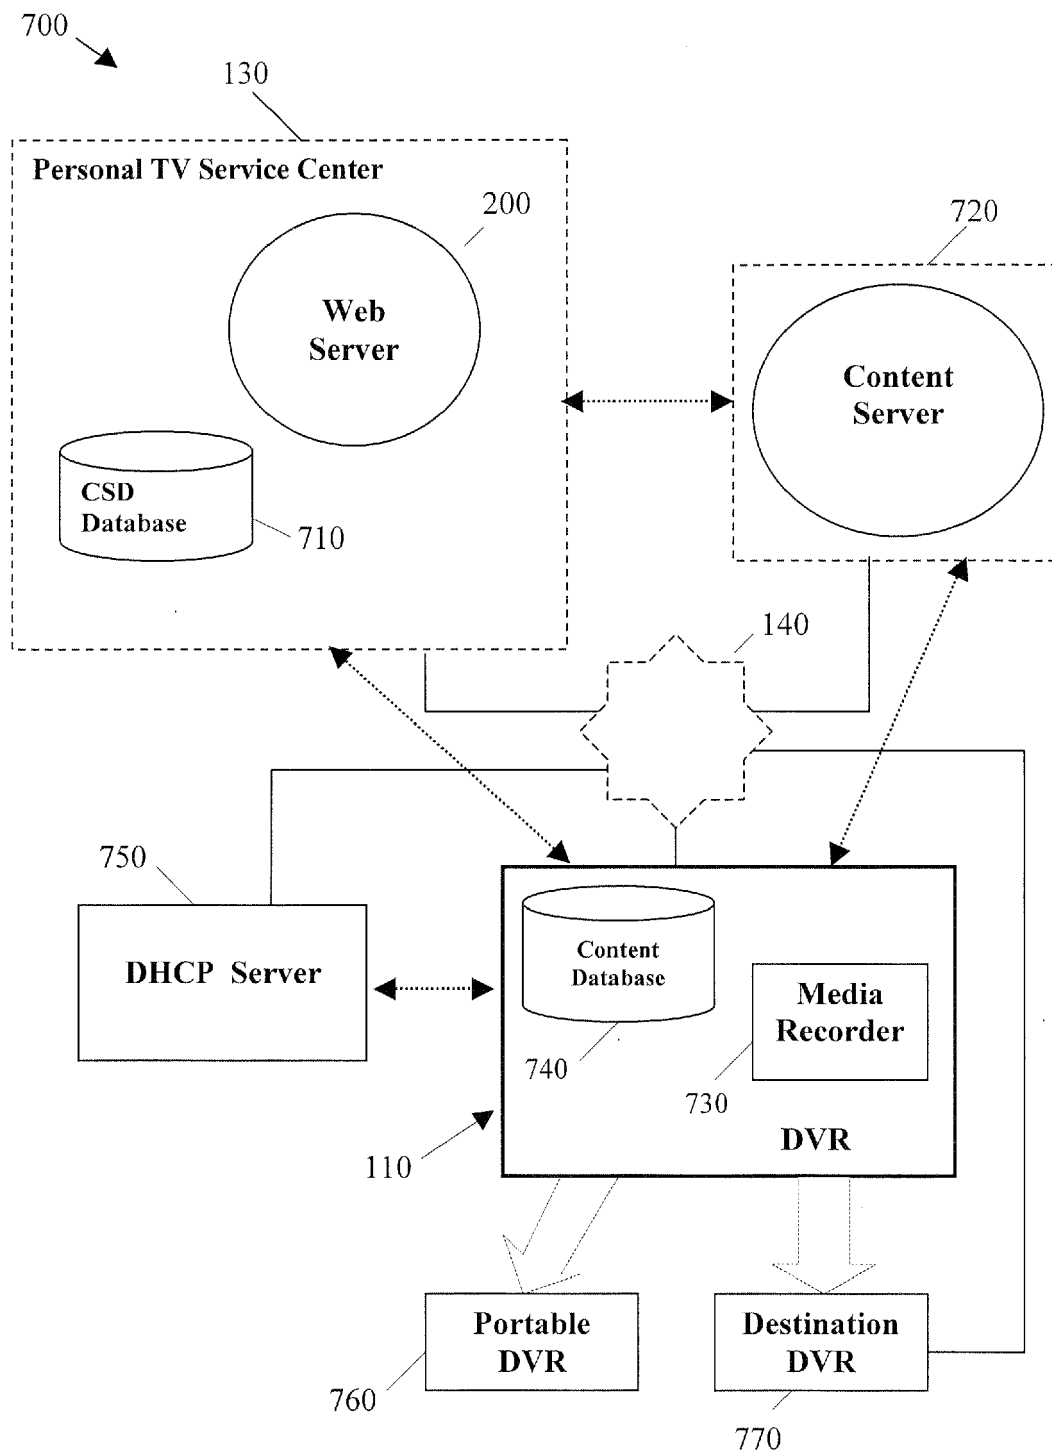 700
130
Personal TV Service Center
200
720
Web
Server
Content
Server
CSD
Database
710
140
750
DHCP Server
Content
Database
Media
Recorder
740
730
DVR
110
Portable
DVR
Destination
DVR
760
770